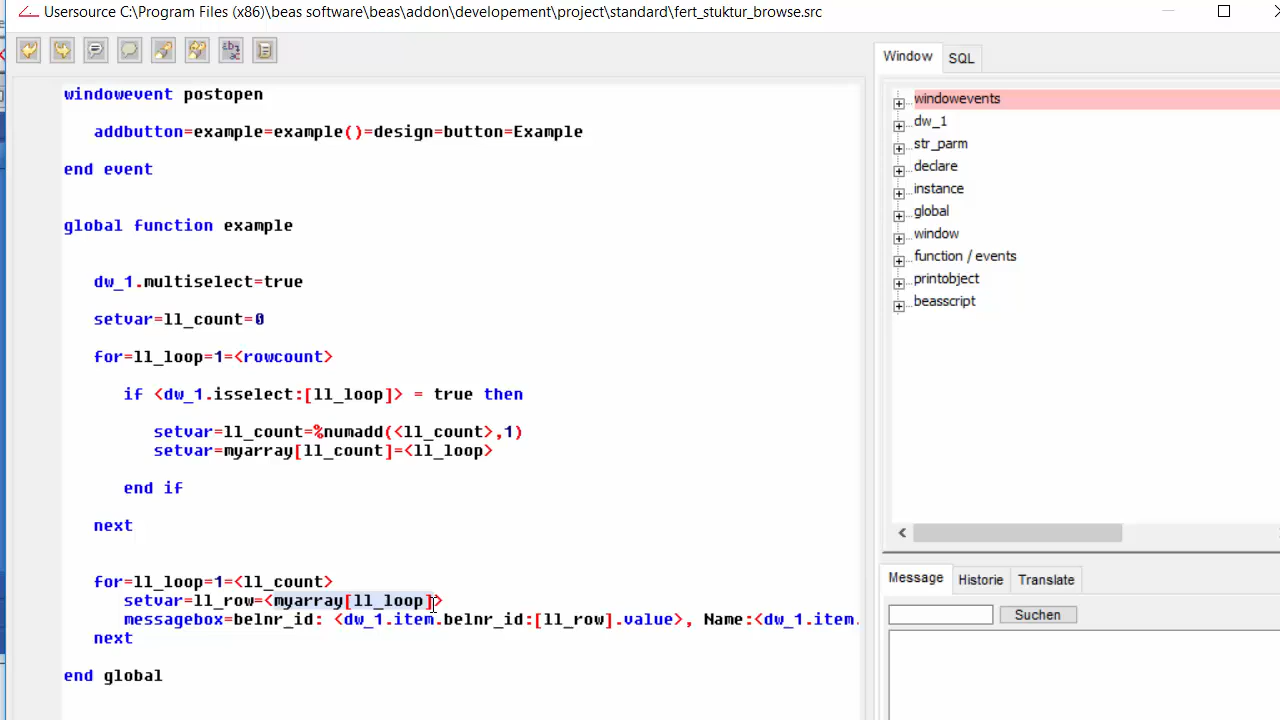 Usersource C:\Program Files (x86)\beas software\beas\addon\developement\project\standard\fert_stuktur_browse.src
windowevent postopen
addbutton=example=example()=design=button=Example
end event
global function example
dw_1.multiselect=true
setvar=ll_count=0
for=ll_loop=1=<rowcount>
if <dw_1.isselect:[ll_loop]> = true then
setvar=ll_count=%numadd(<ll_count>,1)
setvar=myarray[ll_count]=<ll_loop>
end if
next
for=ll_loop=1=<ll_count>
setvar=ll_row=<myarray[ll_loop]>
messagebox=belnr_id: <dw_1.item.belnr_id:[ll_row].value>, Name:<dw_1.item.
next
end global
Window SQL
windowevents
dw_1
str_parm
declare
instance
global
window
function / events
printobject
beasscript
Message Historie Translate
Suchen